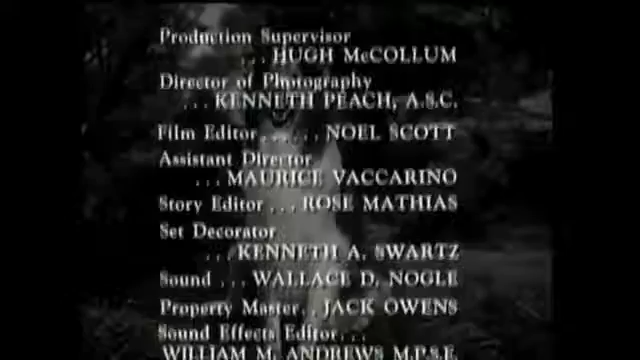 Production Supervisor
... HUGH McCOLLUM
Director of Photography
... KENNETH PEACH, A.S.C.
Film Editor ...... NOEL SCOTT
Assistant Director
... MAURICE VACCARINO
Story Editor ... ROSE MATHIAS
Set Decorator
... KENNETH A. SWARTZ
Sound ... WALLACE D. NOGLE
Property Master.. JACK OWENS
Sound Effects Editor...
WILLIAM M. ANDREWS M.P.S.E.